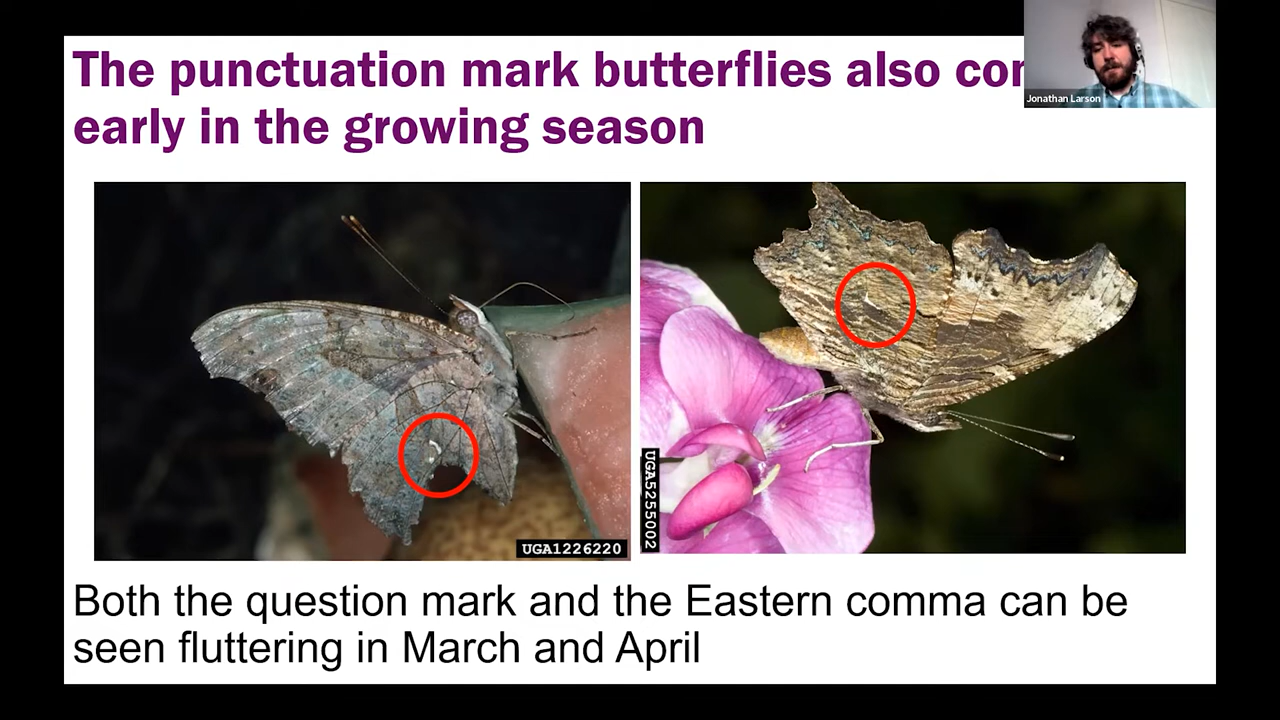 The punctuation mark butterflies also
early in the growing season
Jonathan Larson
UGA1226220
UGA5255002
Both the question mark and the Eastern comma can be
seen fluttering in March and April